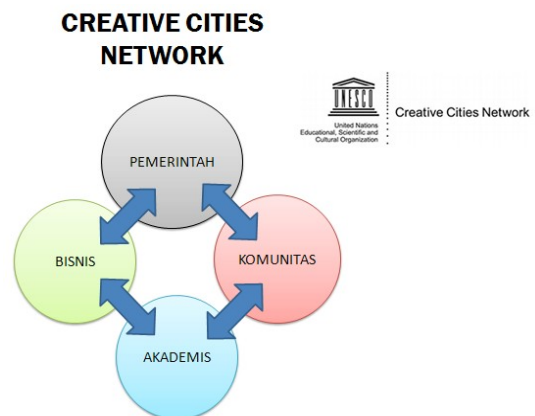 CREATIVE CITIES
NETWORK
UNESCO
United Nations
Educational, Scientific and
Cultural Organization
Creative Cities Network
PEMERINTAH
BISNIS
KOMUNITAS
AKADEMIS